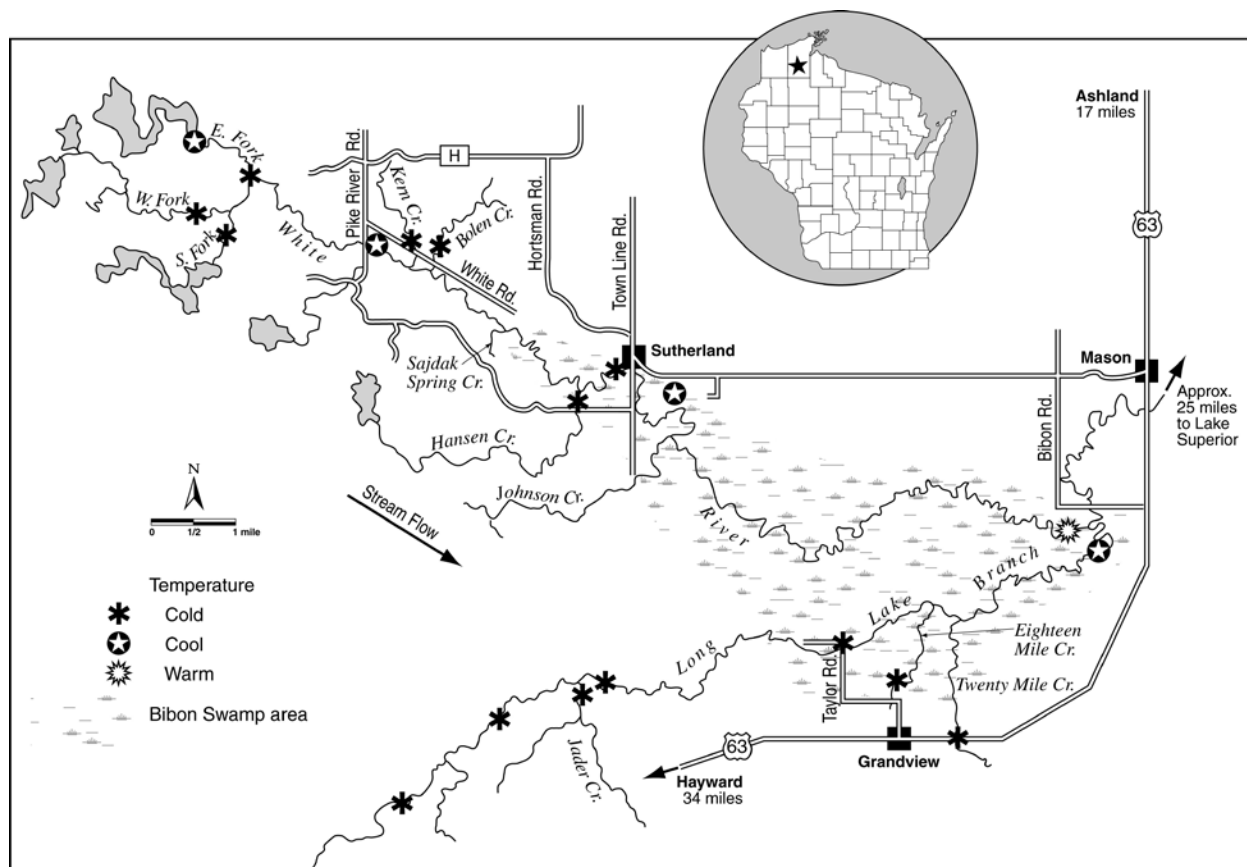 Ashland
17 miles
E. Fork
Pike River Rd.
H
Kern Cr.
Bolen Cr.
W. Fork
S. Fork
White
White Rd.
Hortsman Rd.
Town Line Rd.
63
Sajdak
Spring Cr.
Sutherland
Mason
Approx.
25 miles
to Lake
Superior
Bibon Rd.
Hansen Cr.
Johnson Cr.
N
0 1/2 1 mile
Stream Flow
River
Branch
Lake
Long
Eighteen
Mile Cr.
Twenty Mile Cr.
Taylor Rd.
Temperature
Cold
Cool
Warm
Bibon Swamp area
Jader Cr.
63
Grandview
Hayward
34 miles